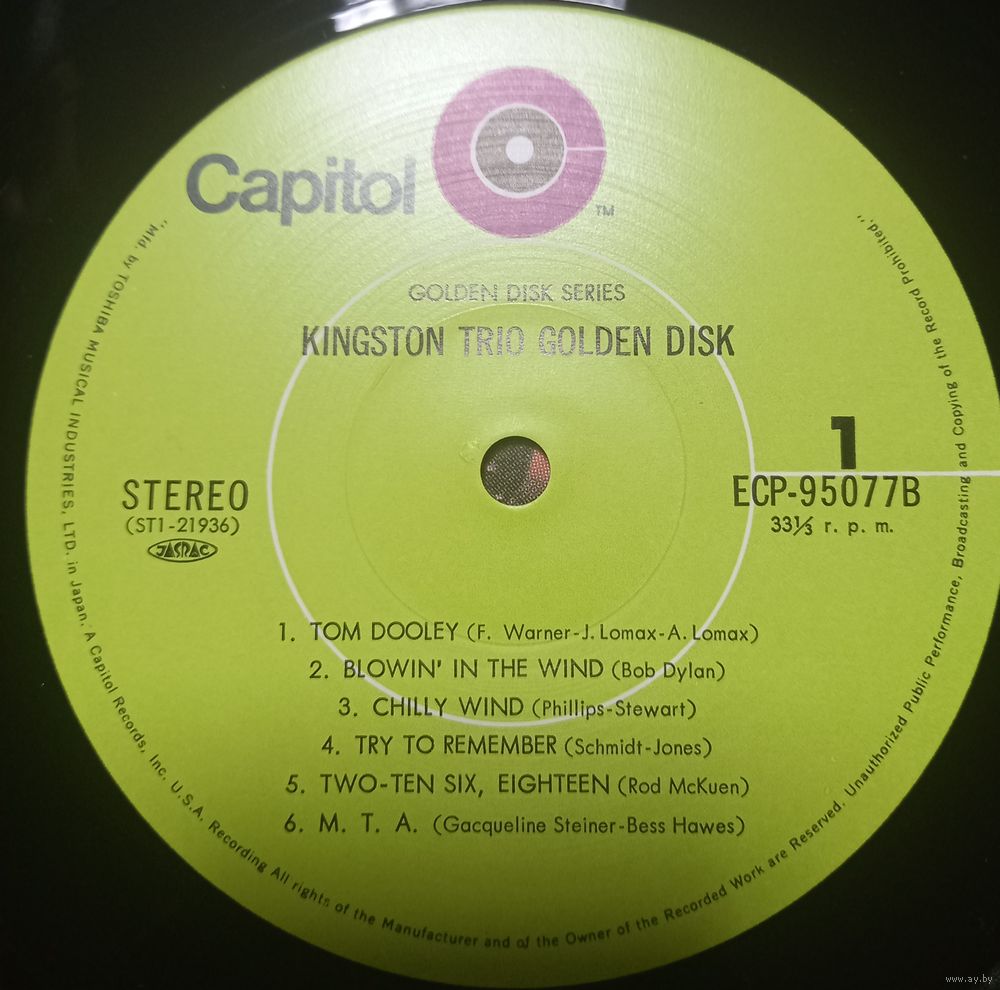 Capitol
TM
GOLDEN DISK SERIES
KINGSTON TRIO GOLDEN DISK
1
STEREO
ECP-95077B
(ST1-21936)
33⅓ r. p. m.
JASRAC
1. TOM DOOLEY (F. Warner-J. Lomax-A. Lomax)
2. BLOWIN' IN THE WIND (Bob Dylan)
3. CHILLY WIND (Phillips-Stewart)
4. TRY TO REMEMBER (Schmidt-Jones)
5. TWO-TEN SIX, EIGHTEEN (Rod McKuen)
6. M. T. A. (Gacqueline Steiner-Bess Hawes)
"Mfd. by TOSHIBA MUSICAL INDUSTRIES, LTD. in Japan. A Capitol Records, Inc. U.S.A. Recording All rights of the Manufacturer and of the Owner of the Recorded Work are Reserved. Unauthorized Public Performance, Broadcasting and Copying of the Record Prohibited."
www.ay.by